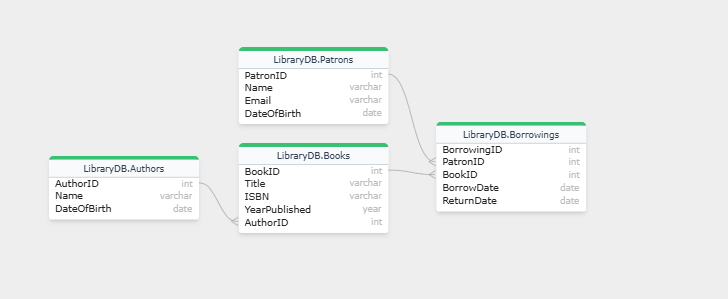 LibraryDB.Patrons
PatronID int
Name varchar
Email varchar
DateOfBirth date
LibraryDB.Authors
AuthorID int
Name varchar
DateOfBirth date
LibraryDB.Books
BookID int
Title varchar
ISBN varchar
YearPublished year
AuthorID int
LibraryDB.Borrowings
BorrowingID int
PatronID int
BookID int
BorrowDate date
ReturnDate date